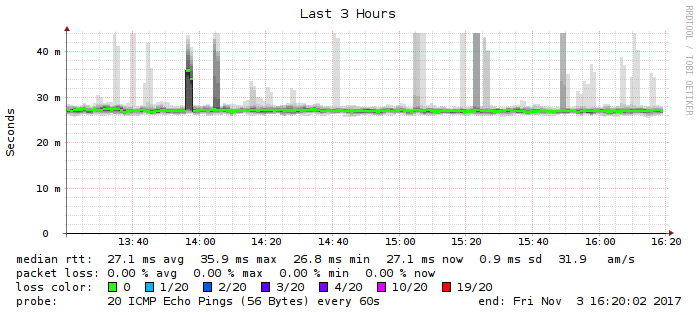 Last 3 Hours
RRDTOOL / TOBI OETIKER
Seconds
40 m
30 m
20 m
10 m
0
13:40 14:00 14:20 14:40 15:00 15:20 15:40 16:00 16:20
median rtt: 27.1 ms avg 35.9 ms max 26.8 ms min 27.1 ms now 0.9 ms sd 31.9 am/s
packet loss: 0.00 % avg 0.00 % max 0.00 % min 0.00 % now
loss color: 0 1/20 2/20 3/20 4/20 10/20 19/20
probe: 20 ICMP Echo Pings (56 Bytes) every 60s end: Fri Nov 3 16:20:02 2017